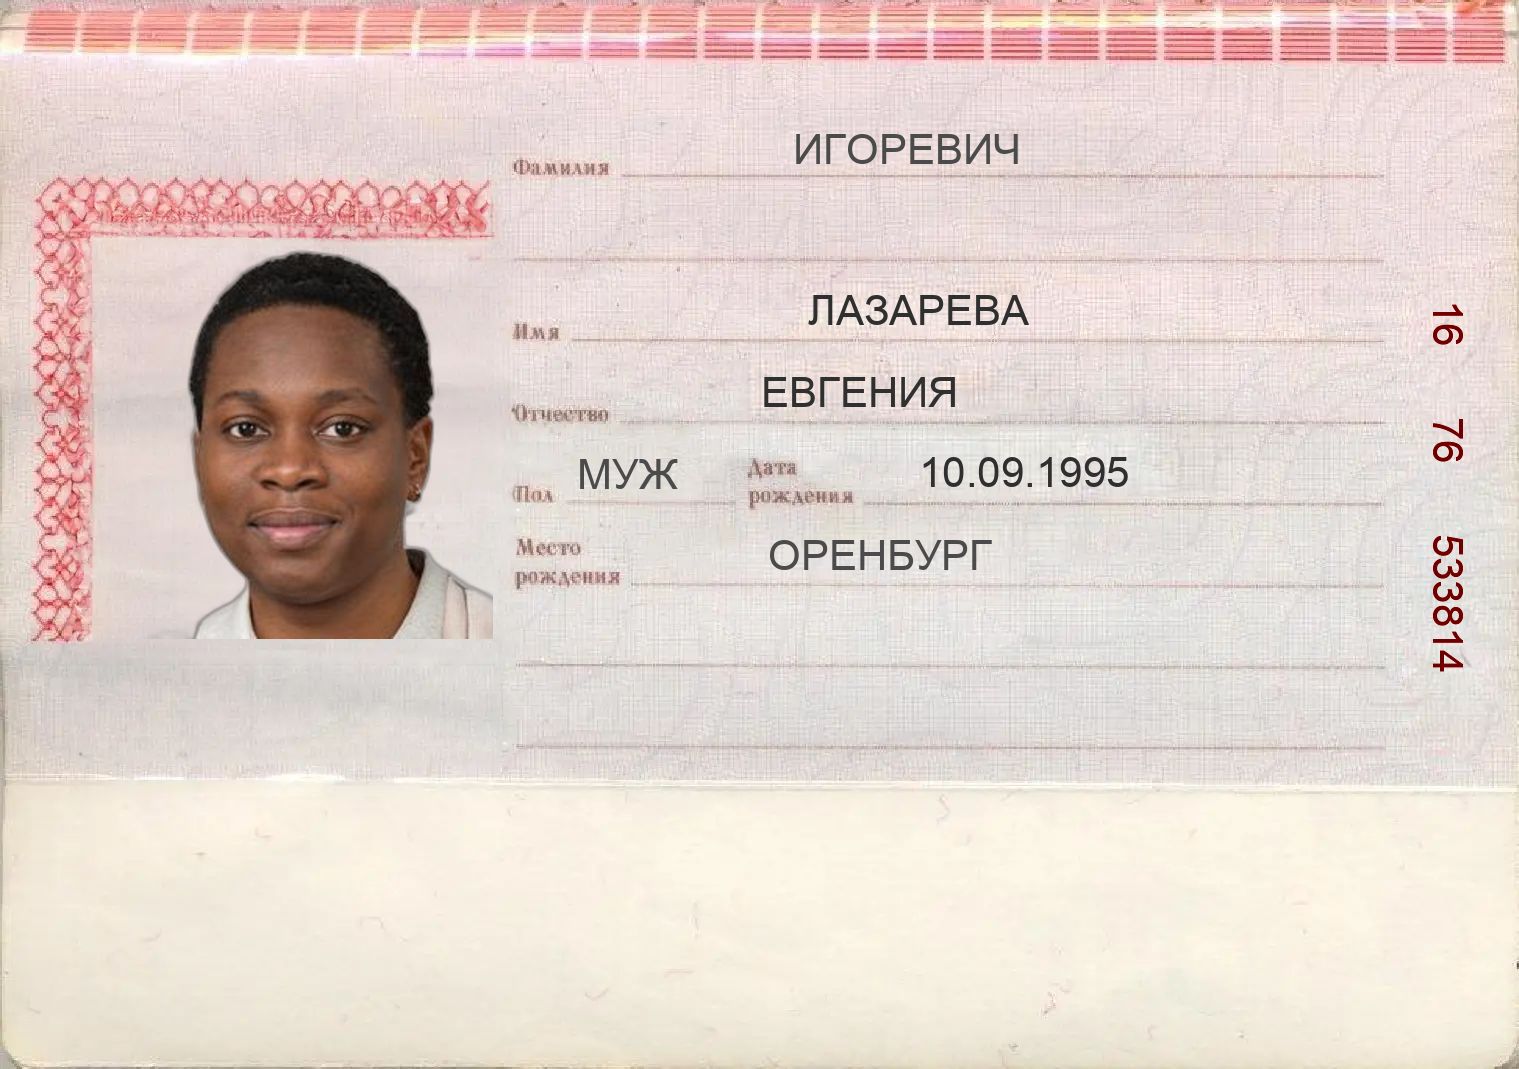 Фамилия ИГОРЕВИЧ
Имя ЛАЗАРЕВА
Отчество ЕВГЕНИЯ
Пол МУЖ Дата рождения 10.09.1995
Место рождения ОРЕНБУРГ
16 76 533814